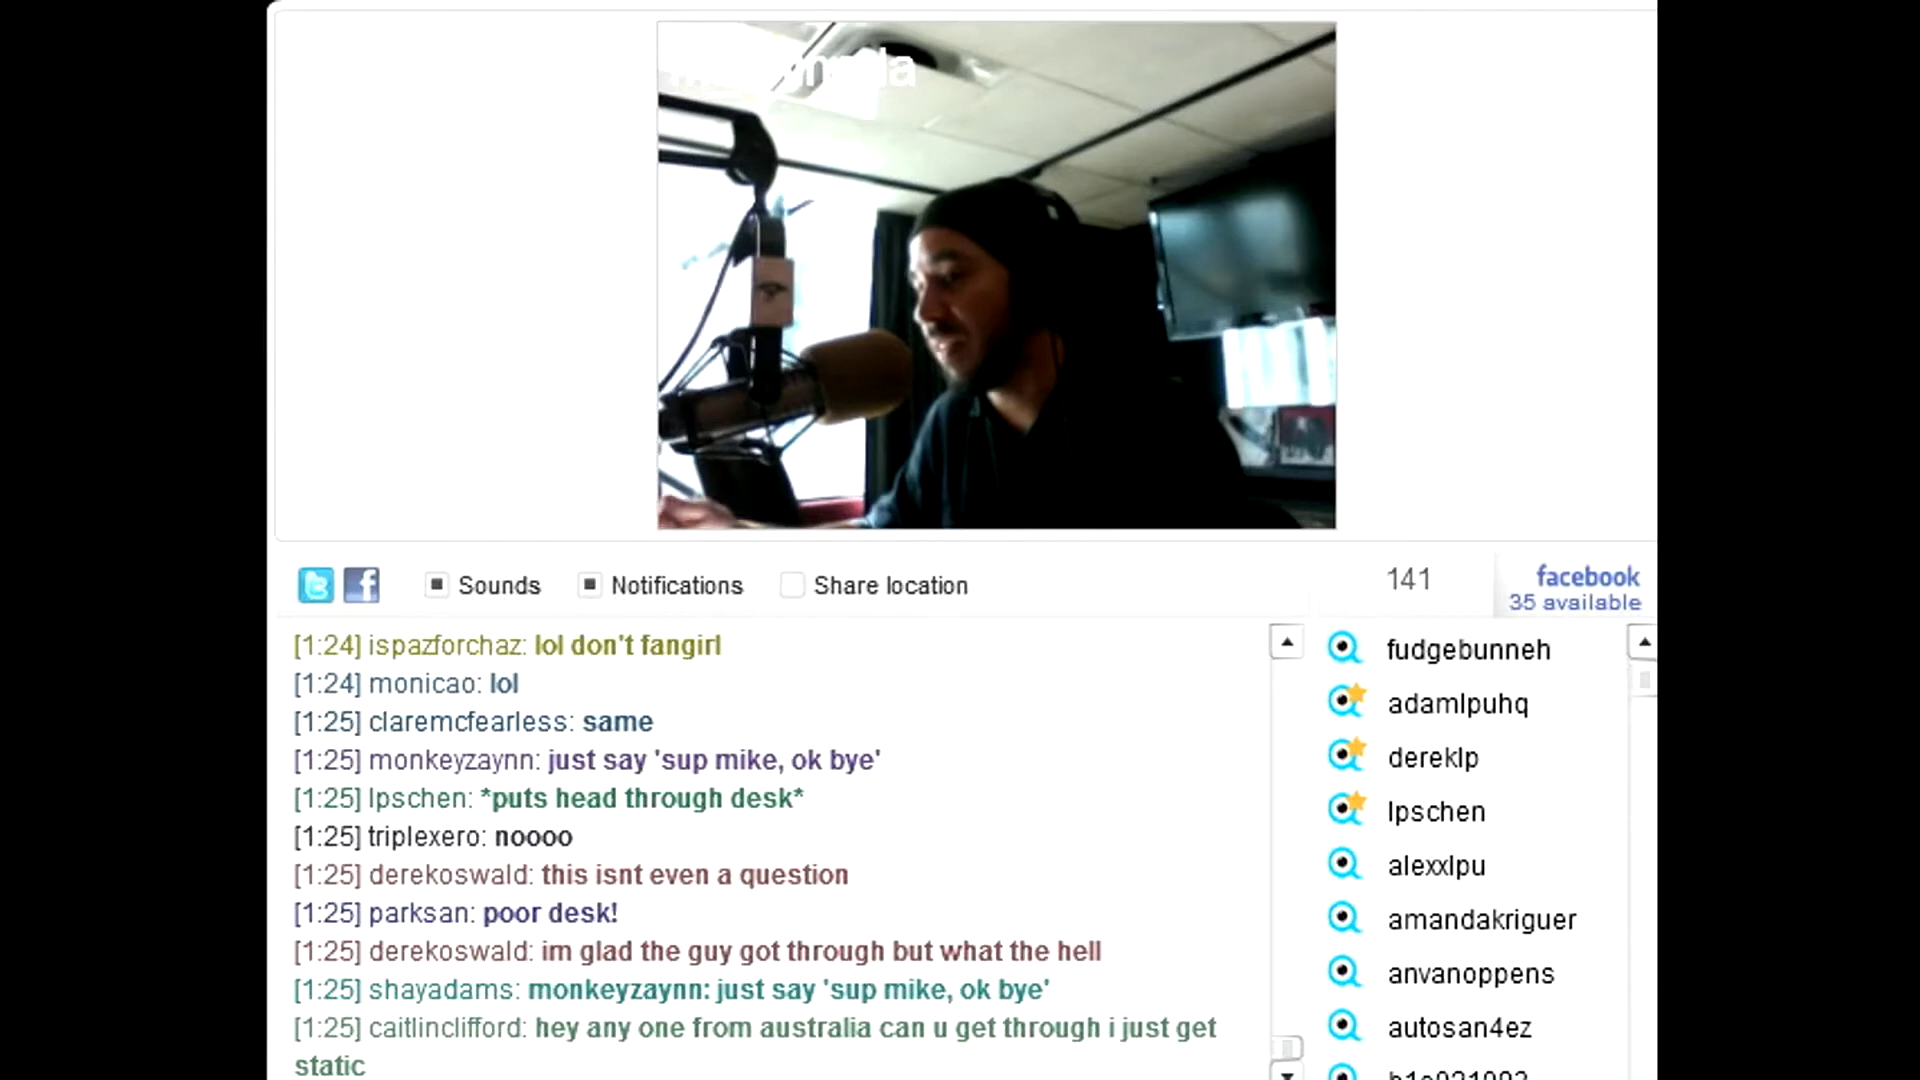 Sounds
Notifications
Share location
141
facebook
35 available
[1:24] ispazforchaz: lol don't fangirl
[1:24] monicao: lol
[1:25] claremcfearless: same
[1:25] monkeyzaynn: just say 'sup mike, ok bye'
[1:25] lpschen: *puts head through desk*
[1:25] triplexero: noooo
[1:25] derekoswald: this isnt even a question
[1:25] parksan: poor desk!
[1:25] derekoswald: im glad the guy got through but what the hell
[1:25] shayadams: monkeyzaynn: just say 'sup mike, ok bye'
[1:25] caitlinclifford: hey any one from australia can u get through i just get
static
fudgebunneh
adamlpuhq
dereklp
lpschen
alexxlpu
amandakriguer
anvanoppens
autosan4ez